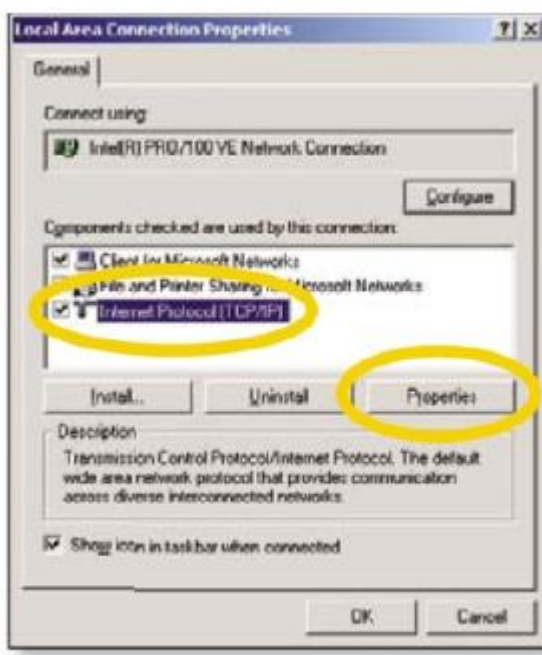 Local Area Connection Properties
General
Connect using:
Intel(R) PRO/100 VE Network Connection
Configure
Components checked are used by this connection:
Client for Microsoft Networks
File and Printer Sharing for Microsoft Networks
Internet Protocol (TCP/IP)
Install...
Uninstall
Properties
Description
Transmission Control Protocol/Internet Protocol. The default
wide area network protocol that provides communication
across diverse interconnected networks.
Show icon in taskbar when connected
OK
Cancel